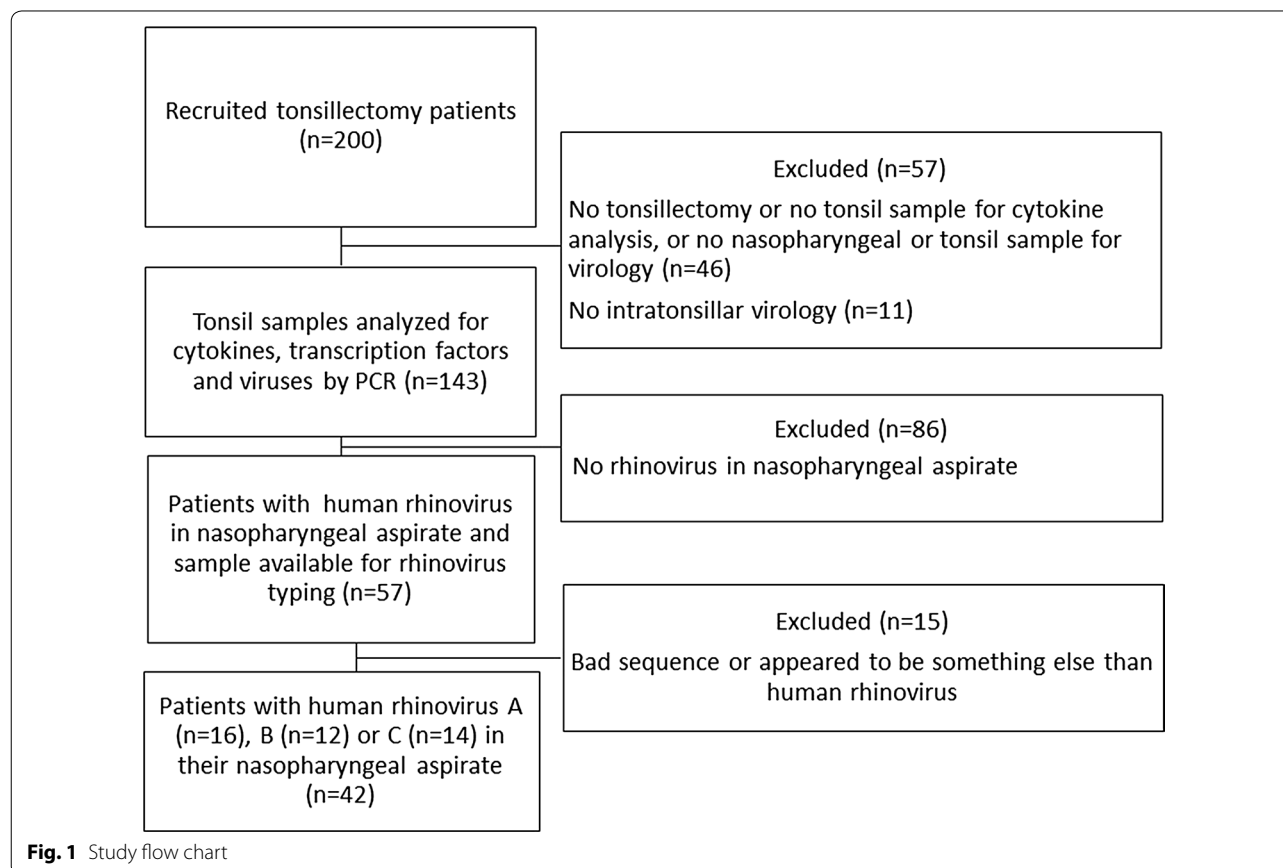 Recruited tonsillectomy patients
(n=200)
Excluded (n=57)
No tonsillectomy or no tonsil sample for cytokine
analysis, or no nasopharyngeal or tonsil sample for
virology (n=46)
No intratonsillar virology (n=11)
Tonsil samples analyzed for
cytokines, transcription factors
and viruses by PCR (n=143)
Excluded (n=86)
No rhinovirus in nasopharyngeal aspirate
Patients with human rhinovirus
in nasopharyngeal aspirate and
sample available for rhinovirus
typing (n=57)
Excluded (n=15)
Bad sequence or appeared to be something else than
human rhinovirus
Patients with human rhinovirus A
(n=16), B (n=12) or C (n=14) in
their nasopharyngeal aspirate
(n=42)
Fig. 1 Study flow chart